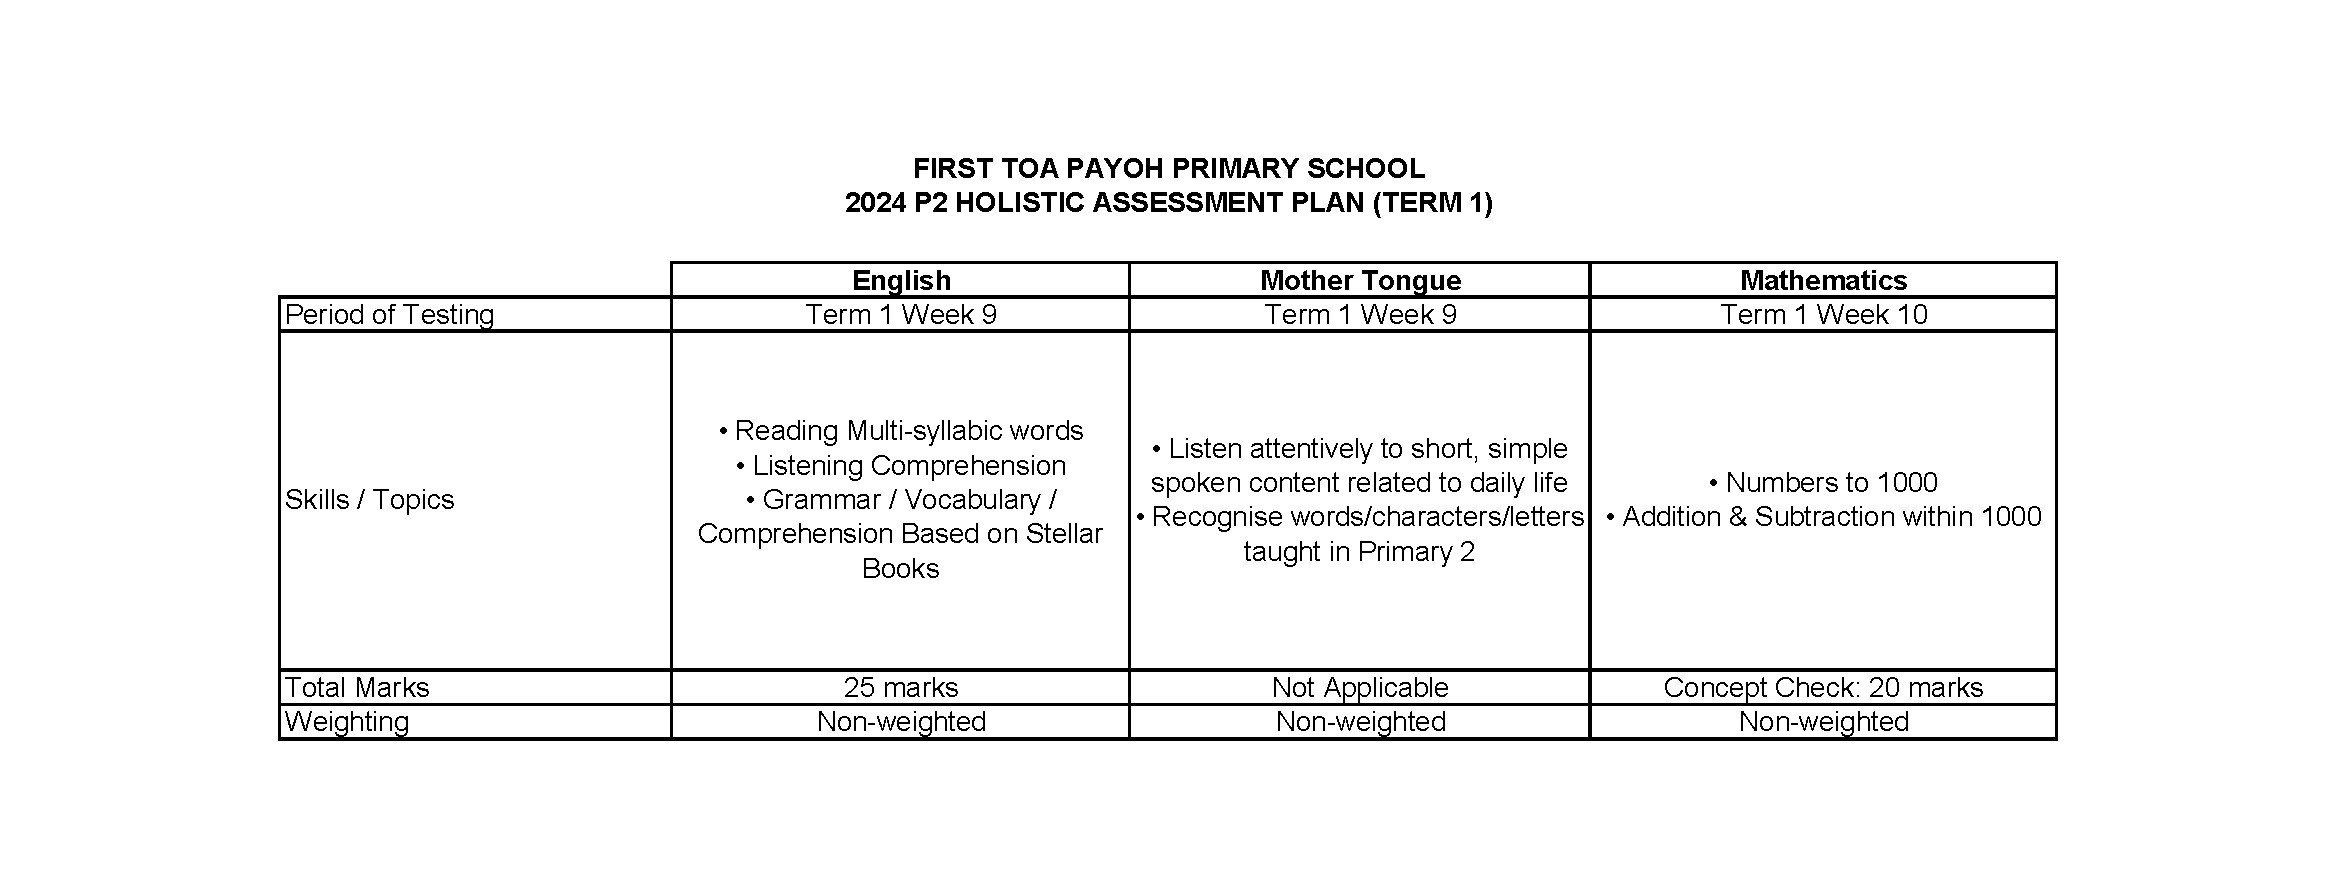 FIRST TOA PAYOH PRIMARY SCHOOL
2024 P2 HOLISTIC ASSESSMENT PLAN (TERM 1)
English
Mother Tongue
Mathematics
Period of Testing
Term 1 Week 9
Term 1 Week 9
Term 1 Week 10
Skills / Topics
• Reading Multi-syllabic words
• Listening Comprehension
• Grammar / Vocabulary /
Comprehension Based on Stellar
Books
• Listen attentively to short, simple
spoken content related to daily life
• Recognise words/characters/letters
taught in Primary 2
• Numbers to 1000
• Addition & Subtraction within 1000
Total Marks
25 marks
Not Applicable
Concept Check: 20 marks
Weighting
Non-weighted
Non-weighted
Non-weighted